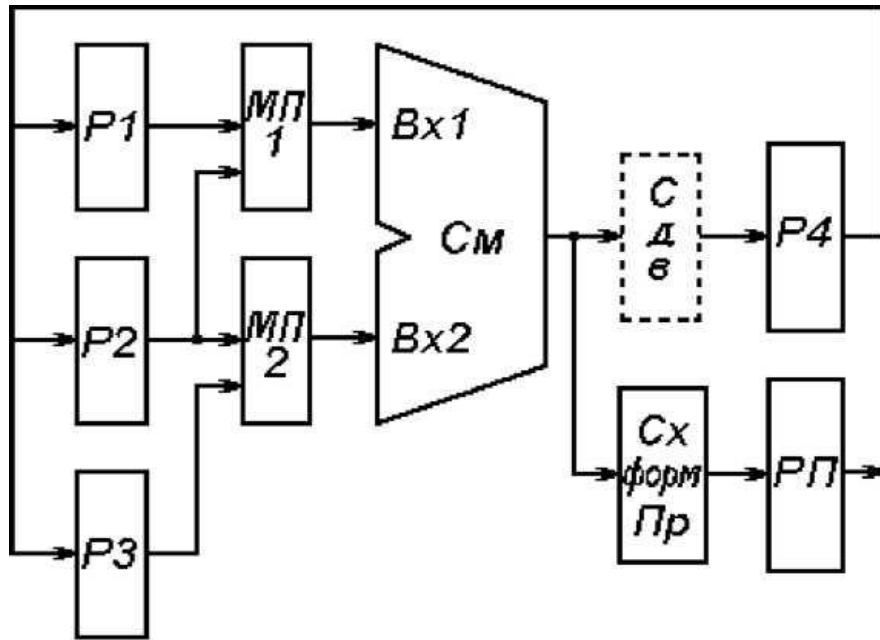 Р1
МП
1
Вх1
См
Вх2
С
д
в
Р4
Р2
МП
2
Р3
Сх
форм
Пр
РП